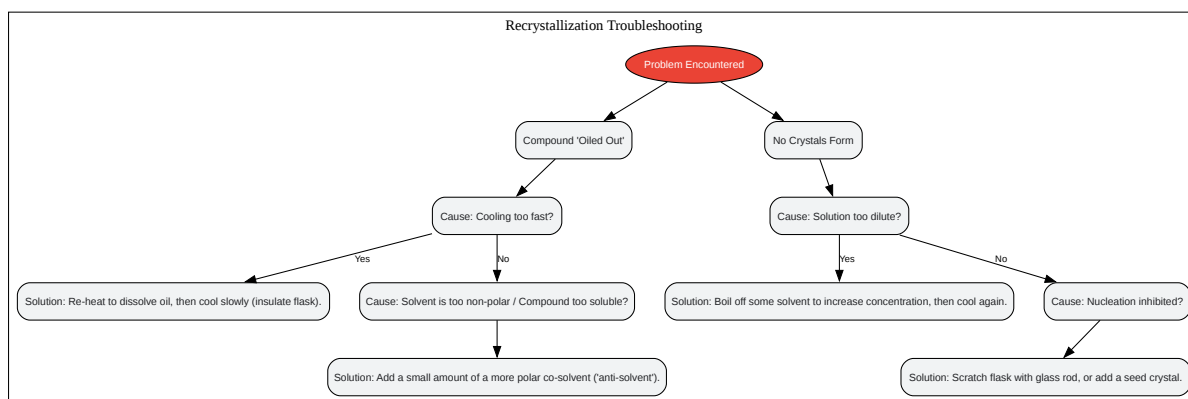 Recrystallization Troubleshooting
Problem Encountered
Compound 'Oiled Out'
No Crystals Form
Cause: Cooling too fast?
Cause: Solution too dilute?
Yes
No
Yes
No
Solution: Re-heat to dissolve oil, then cool slowly (insulate flask).
Cause: Solvent is too non-polar / Compound too soluble?
Solution: Boil off some solvent to increase concentration, then cool again.
Cause: Nucleation inhibited?
Solution: Add a small amount of a more polar co-solvent ('anti-solvent').
Solution: Scratch flask with glass rod, or add a seed crystal.